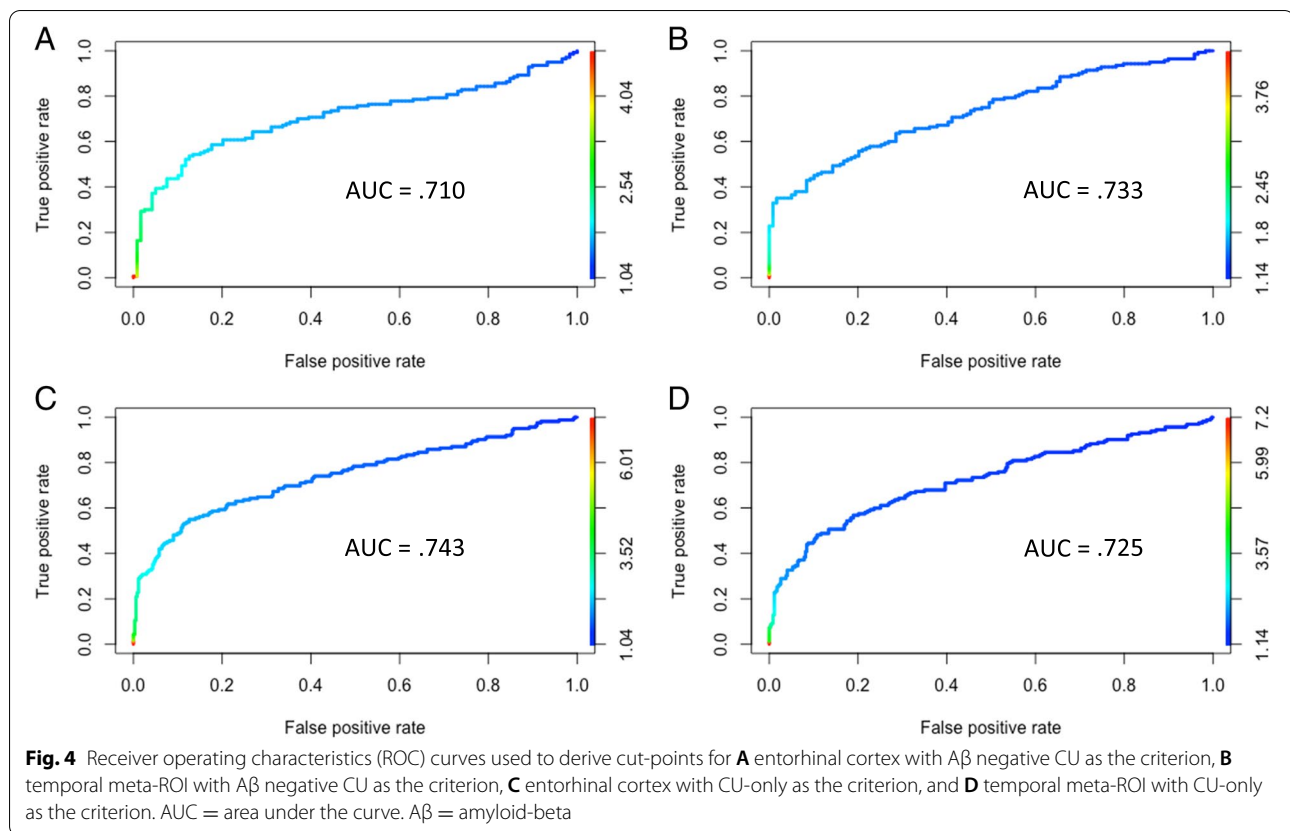 A
B
1.0
0.8
0.6
0.4
0.2
0.0
True positive rate
AUC = .710
0.0 0.2 0.4 0.6 0.8 1.0
False positive rate
4.04
2.54
1.04
1.0
0.8
0.6
0.4
0.2
0.0
True positive rate
AUC = .733
0.0 0.2 0.4 0.6 0.8 1.0
False positive rate
3.76
2.45
1.8
1.14
C
D
1.0
0.8
0.6
0.4
0.2
0.0
True positive rate
AUC = .743
0.0 0.2 0.4 0.6 0.8 1.0
False positive rate
6.01
3.52
1.04
1.0
0.8
0.6
0.4
0.2
0.0
True positive rate
AUC = .725
0.0 0.2 0.4 0.6 0.8 1.0
False positive rate
7.2
5.99
3.57
1.14
Fig. 4 Receiver operating characteristics (ROC) curves used to derive cut-points for A entorhinal cortex with Aβ negative CU as the criterion, B
temporal meta-ROI with Aβ negative CU as the criterion, C entorhinal cortex with CU-only as the criterion, and D temporal meta-ROI with CU-only
as the criterion. AUC = area under the curve. Aβ = amyloid-beta